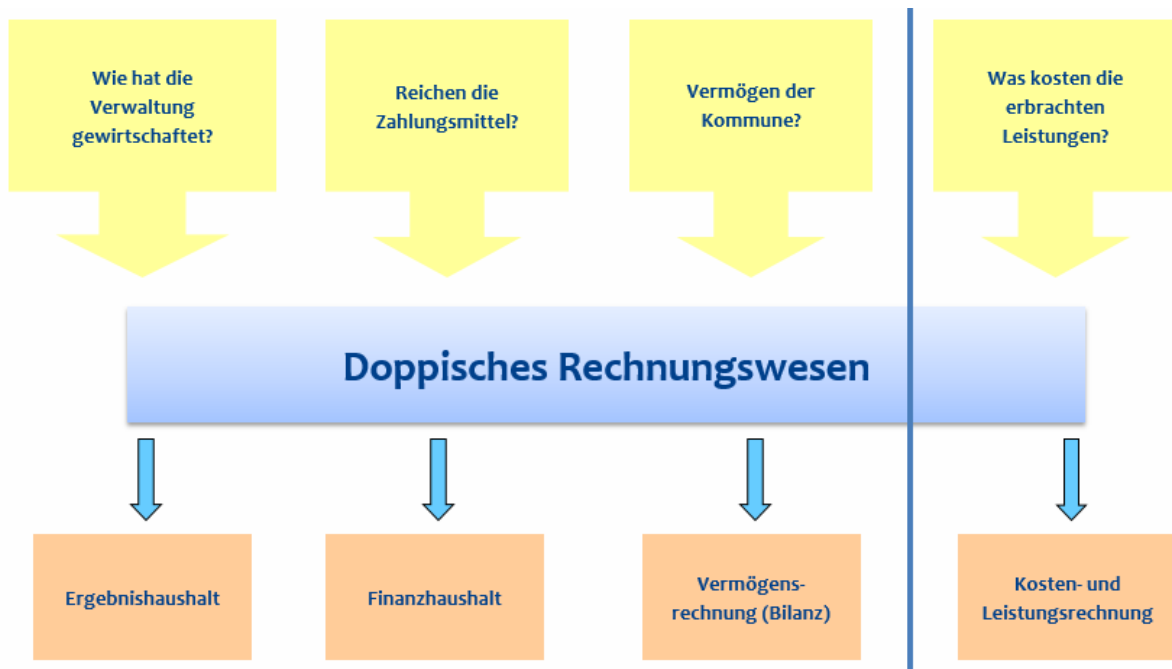 Wie hat die
Verwaltung
gewirtschaftet?
Reichen die
Zahlungsmittel?
Vermögen der
Kommune?
Was kosten die
erbrachten
Leistungen?
Doppisches Rechnungswesen
Ergebnishaushalt
Finanzhaushalt
Vermögens-
rechnung (Bilanz)
Kosten- und
Leistungsrechnung